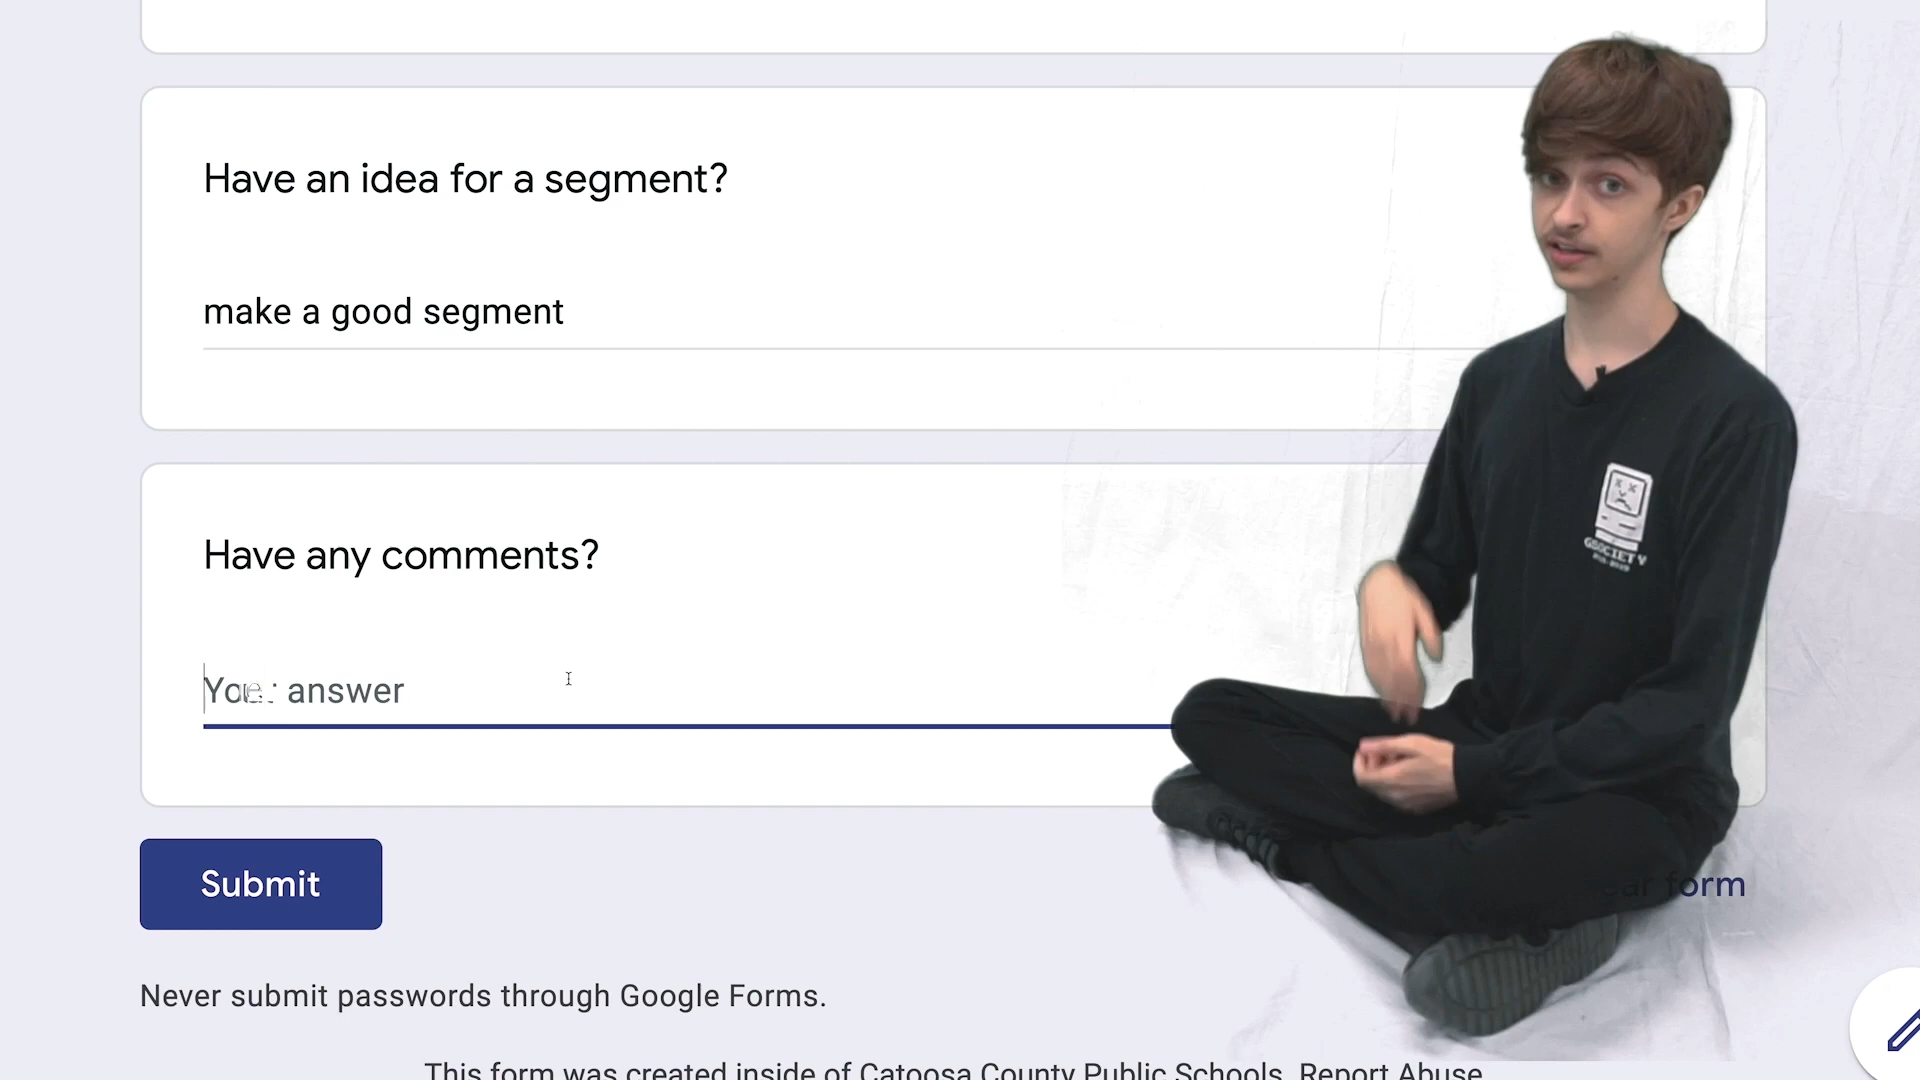 Have an idea for a segment?
make a good segment
Have any comments?
answer
Submit
form
Never submit passwords through Google Forms.
This form was created inside of Catoosa County Public Schools. Report Abuse